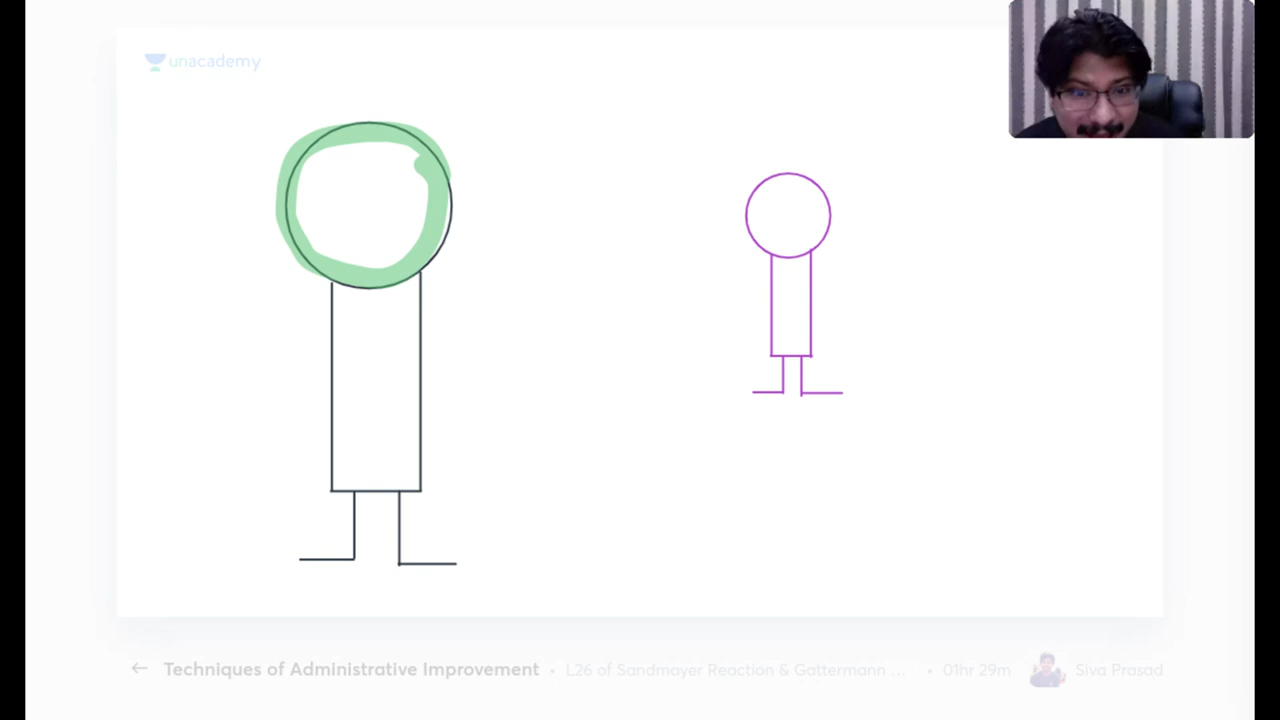 unacademy
Techniques of Administrative Improvement • L26 of Sandmayer Reaction & Gattermann ... • 01hr 29m Siva Prasad